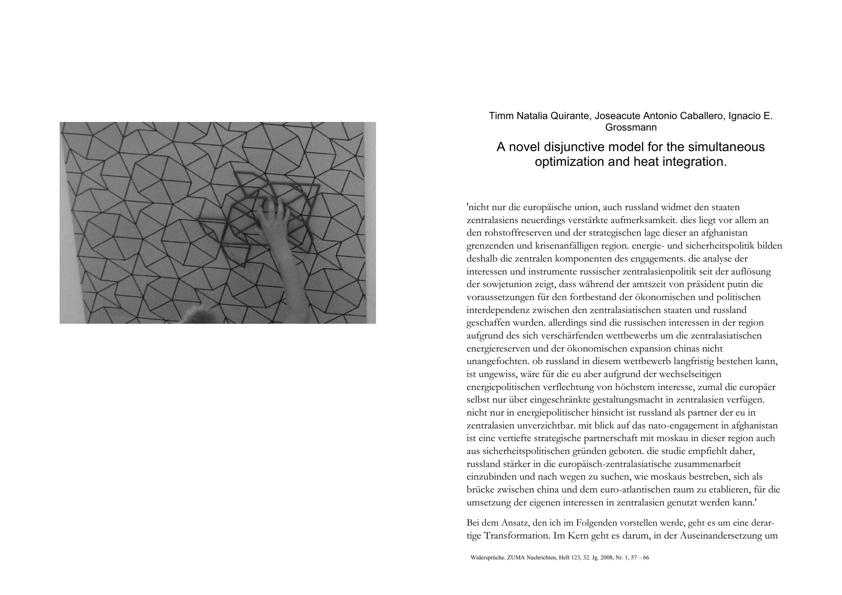 Timm Natalia Quirante, Joseacute Antonio Caballero, Ignacio E.
Grossmann
A novel disjunctive model for the simultaneous
optimization and heat integration.
'nicht nur die europäische union, auch russland widmet den staaten
zentralasiens neuerdings verstärkte aufmerksamkeit. dies liegt vor allem an
den rohstoffreserven und der strategischen lage dieser an afghanistan
grenzenden und krisenanfälligen region. energie- und sicherheitspolitik bilden
deshalb die zentralen komponenten des engagements. die analyse der
interessen und instrumente russischer zentralasienpolitik seit der auflösung
der sowjetunion zeigt, dass während der amtszeit von präsident putin die
voraussetzungen für den fortbestand der ökonomischen und politischen
interdependenz zwischen den zentralasiatischen staaten und russland
geschaffen wurden. allerdings sind die russischen interessen in der region
aufgrund des sich verschärfenden wettbewerbs um die zentralasiatischen
energiereserven und der ökonomischen expansion chinas nicht
unangefochten. ob russland in diesem wettbewerb langfristig bestehen kann,
ist ungewiss, wäre für die eu aber aufgrund der wechselseitigen
energiepolitischen verflechtung von höchstem interesse, zumal die europäer
selbst nur über eingeschränkte gestaltungsmacht in zentralasien verfügen.
nicht nur in energiepolitischer hinsicht ist russland als partner der eu in
zentralasien unverzichtbar. mit blick auf das nato-engagement in afghanistan
ist eine vertiefte strategische partnerschaft mit moskau in dieser region auch
aus sicherheitspolitischen gründen geboten. die studie empfiehlt daher,
russland stärker in die europäisch-zentralasiatische zusammenarbeit
einzubinden und nach wegen zu suchen, wie moskaus bestreben, sich als
brücke zwischen china und dem euro-atlantischen raum zu etablieren, für die
umsetzung der eigenen interessen in zentralasien genutzt werden kann.'
Bei dem Ansatz, den ich im Folgenden vorstellen werde, geht es um eine derar-
tige Transformation. Im Kern geht es darum, in der Auseinandersetzung um
Widersprüche. ZUMA Nachrichten, Heft 123, 32. Jg. 2008, Nr. 1, 57 – 66